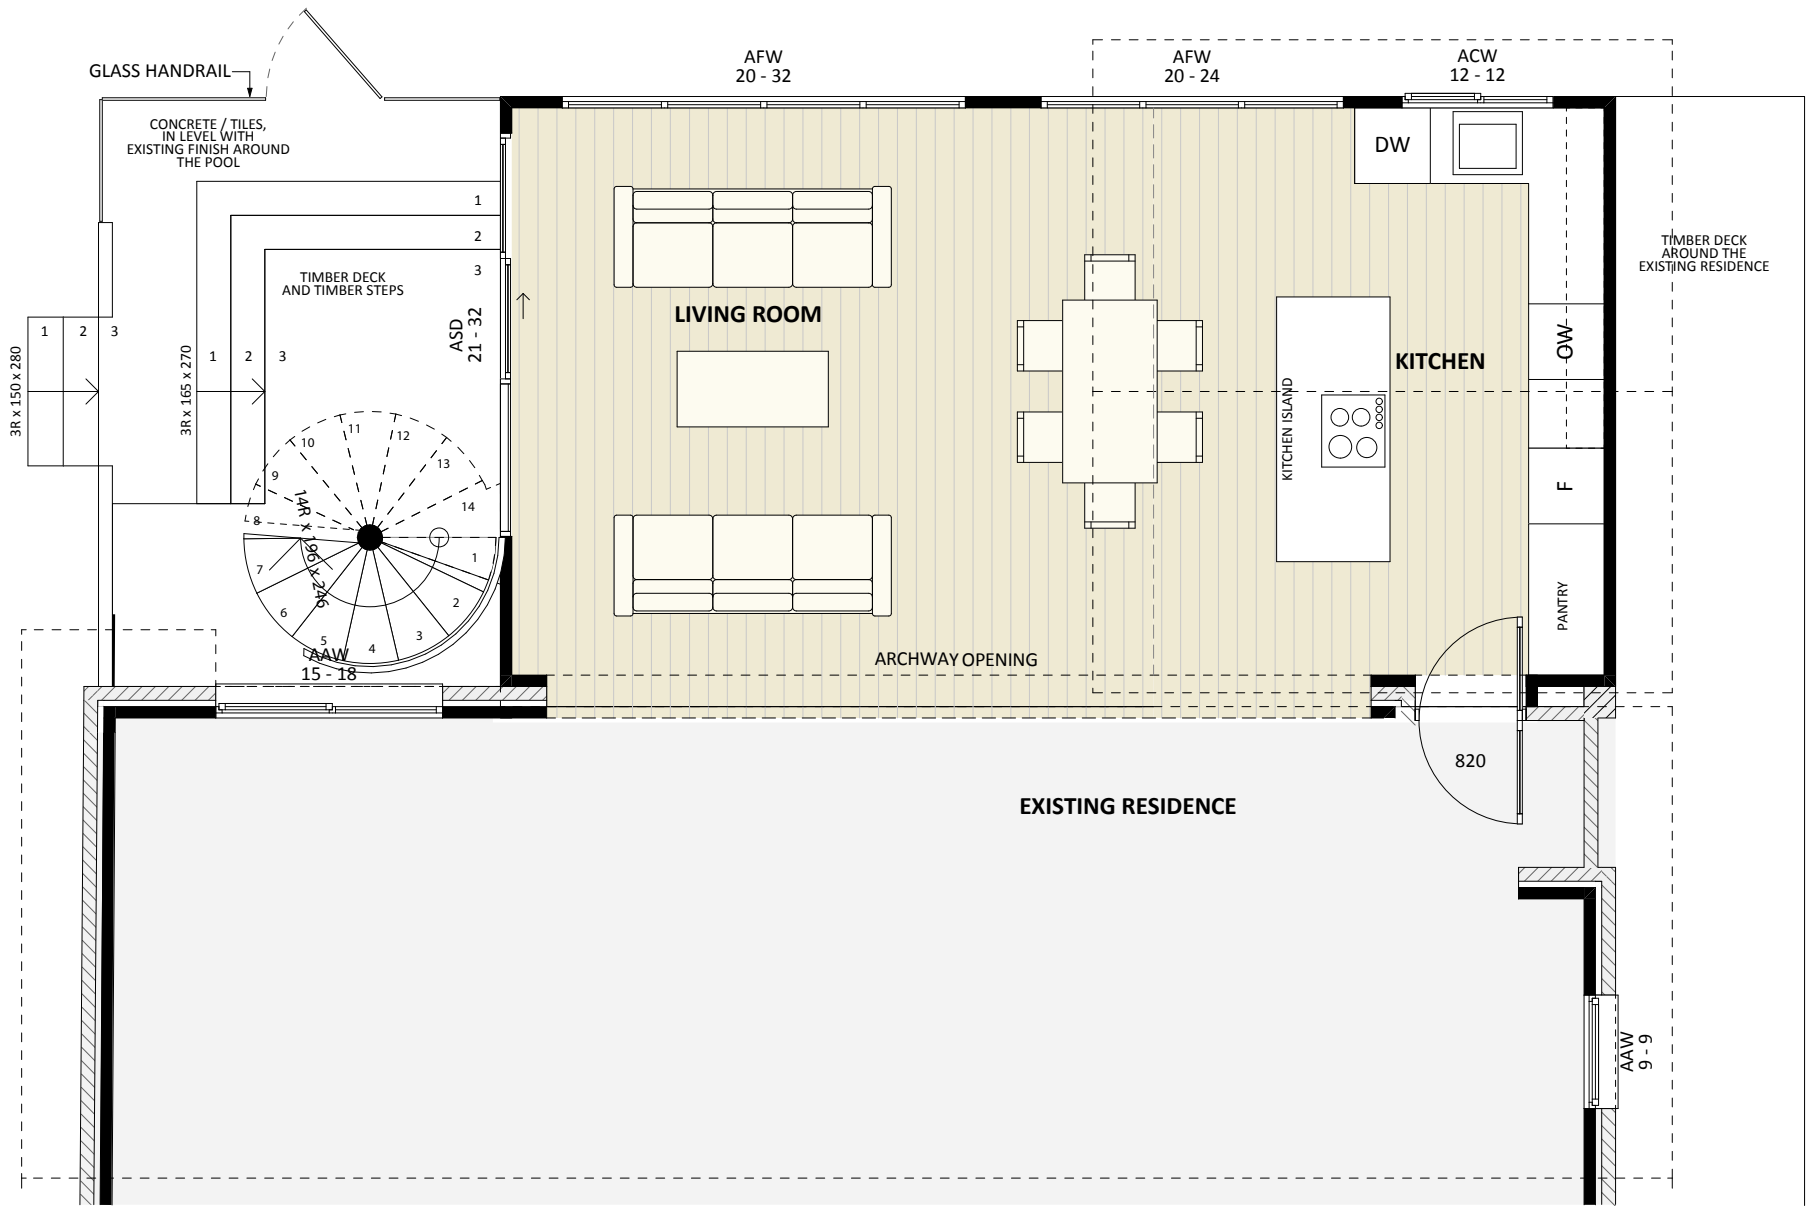 AFW
20 - 32
AFW
20 - 24
ACW
12 - 12
GLASS HANDRAIL
CONCRETE / TILES,
IN LEVEL WITH
EXISTING FINISH AROUND
THE POOL
DW
1
2
3
TIMBER DECK
AND TIMBER STEPS
TIMBER DECK
AROUND THE
EXISTING RESIDENCE
LIVING ROOM
ASD
21 - 32
KITCHEN
OW
1 2 3
3R x 150 x 280
1 2 3
3R x 165 x 270
KITCHEN ISLAND
F
PANTRY
1
2
3
4
5
6
7
8
9
10
11
12
13
14
14R x 196 x 246
AAW
15 - 18
ARCHWAY OPENING
820
EXISTING RESIDENCE
AAW
9 - 9